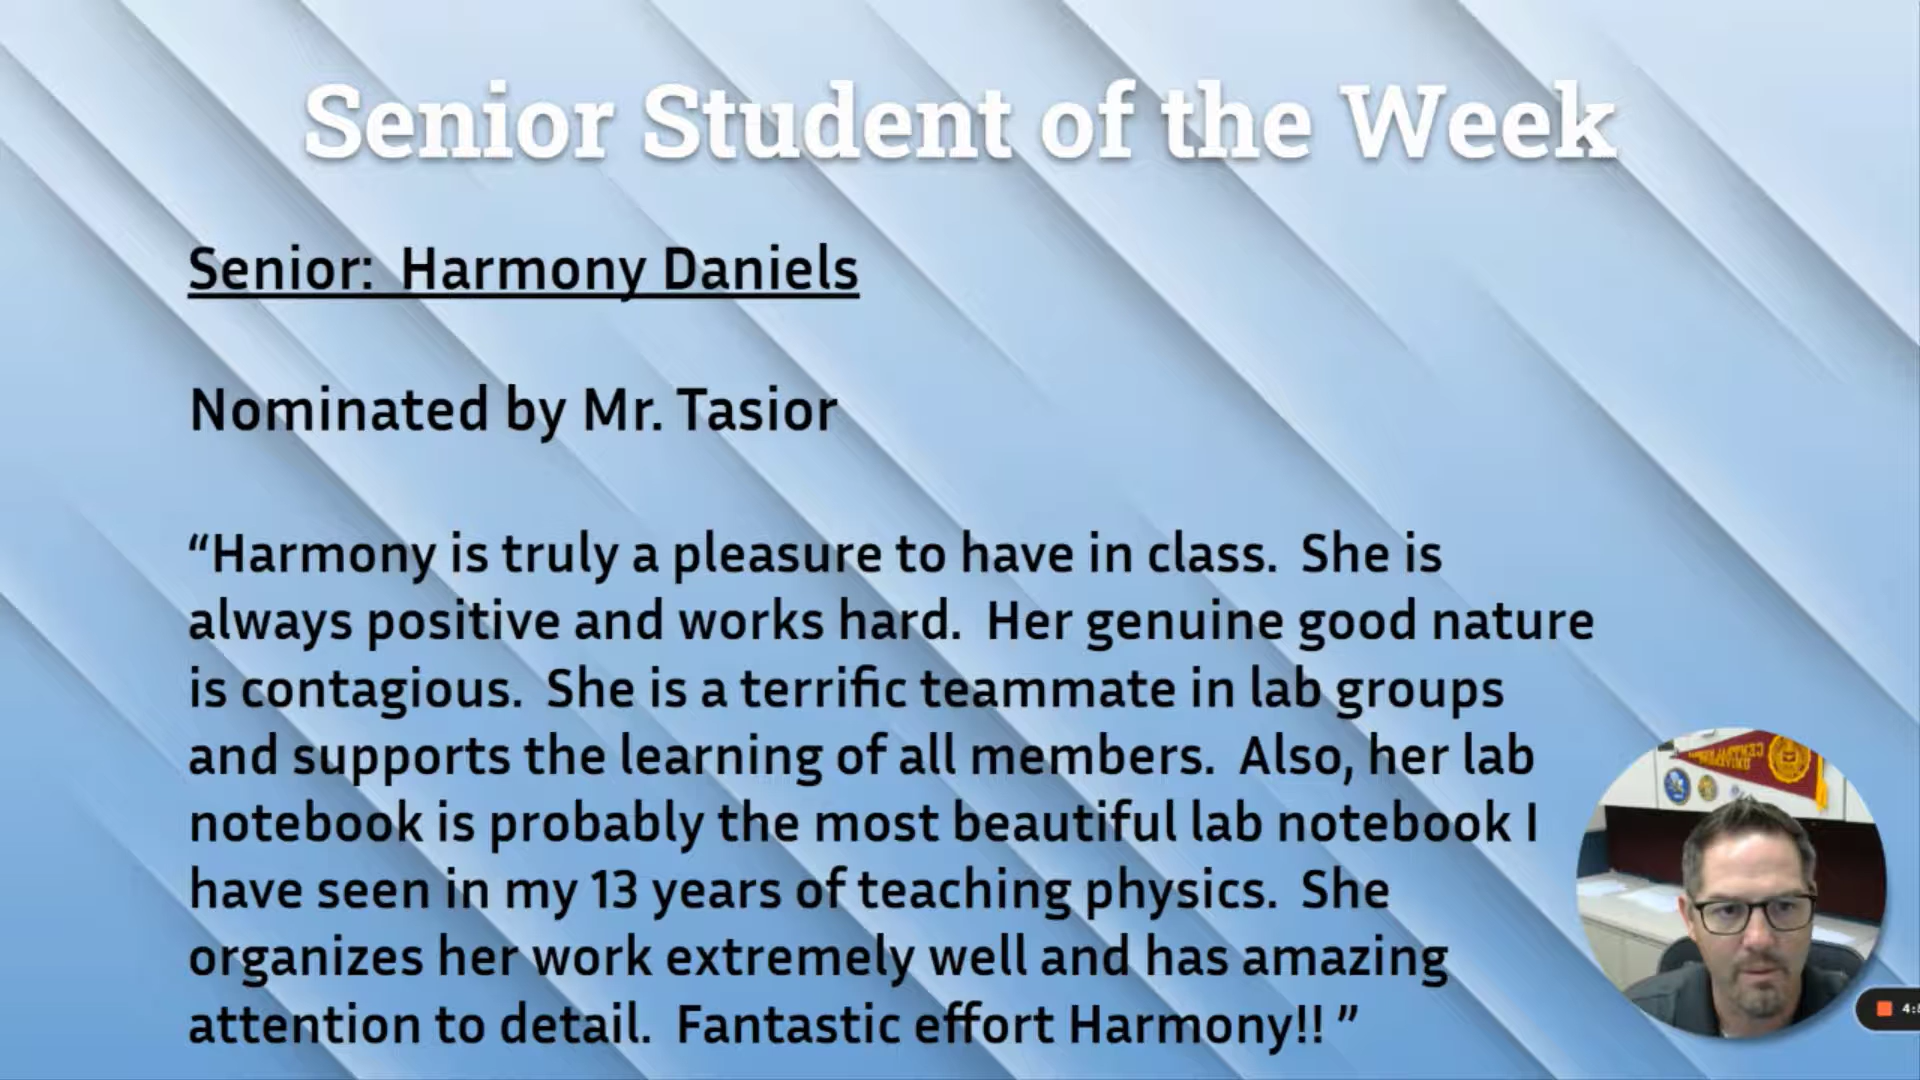 Senior Student of the Week
Senior: Harmony Daniels
Nominated by Mr. Tasior
“Harmony is truly a pleasure to have in class. She is
always positive and works hard. Her genuine good nature
is contagious. She is a terrific teammate in lab groups
and supports the learning of all members. Also, her lab
notebook is probably the most beautiful lab notebook I
have seen in my 13 years of teaching physics. She
organizes her work extremely well and has amazing
attention to detail. Fantastic effort Harmony!! ”